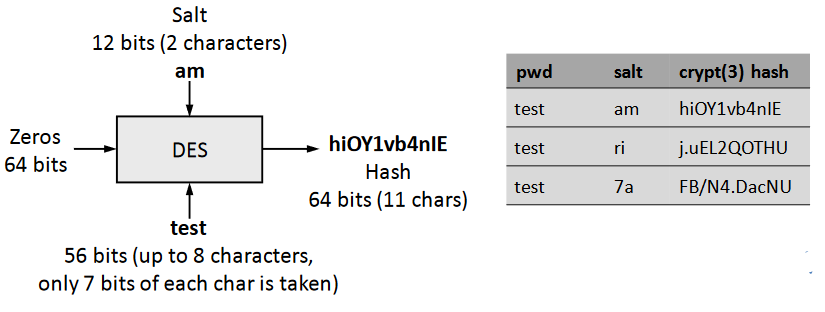 Salt
12 bits (2 characters)
am
Zeros
64 bits
DES
hiOY1vb4nIE
Hash
64 bits (11 chars)
test
56 bits (up to 8 characters,
only 7 bits of each char is taken)
pwd salt crypt(3) hash
test am hiOY1vb4nIE
test ri j.uEL2QOTHU
test 7a FB/N4.DacNU